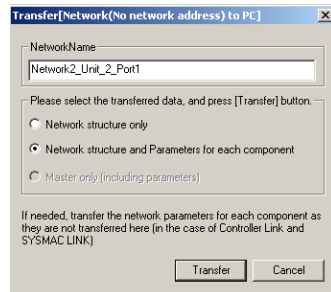 Transfer[Network(No network address) to PC]
NetworkName
Network2_Unit_2_Port1
Please select the transferred data, and press [Transfer] button.
Network structure only
Network structure and Parameters for each component
Master only (including parameters)
If needed, transfer the network parameters for each component as
they are not transferred here (in the case of Controller Link and
SYSMAC LINK)
Transfer Cancel